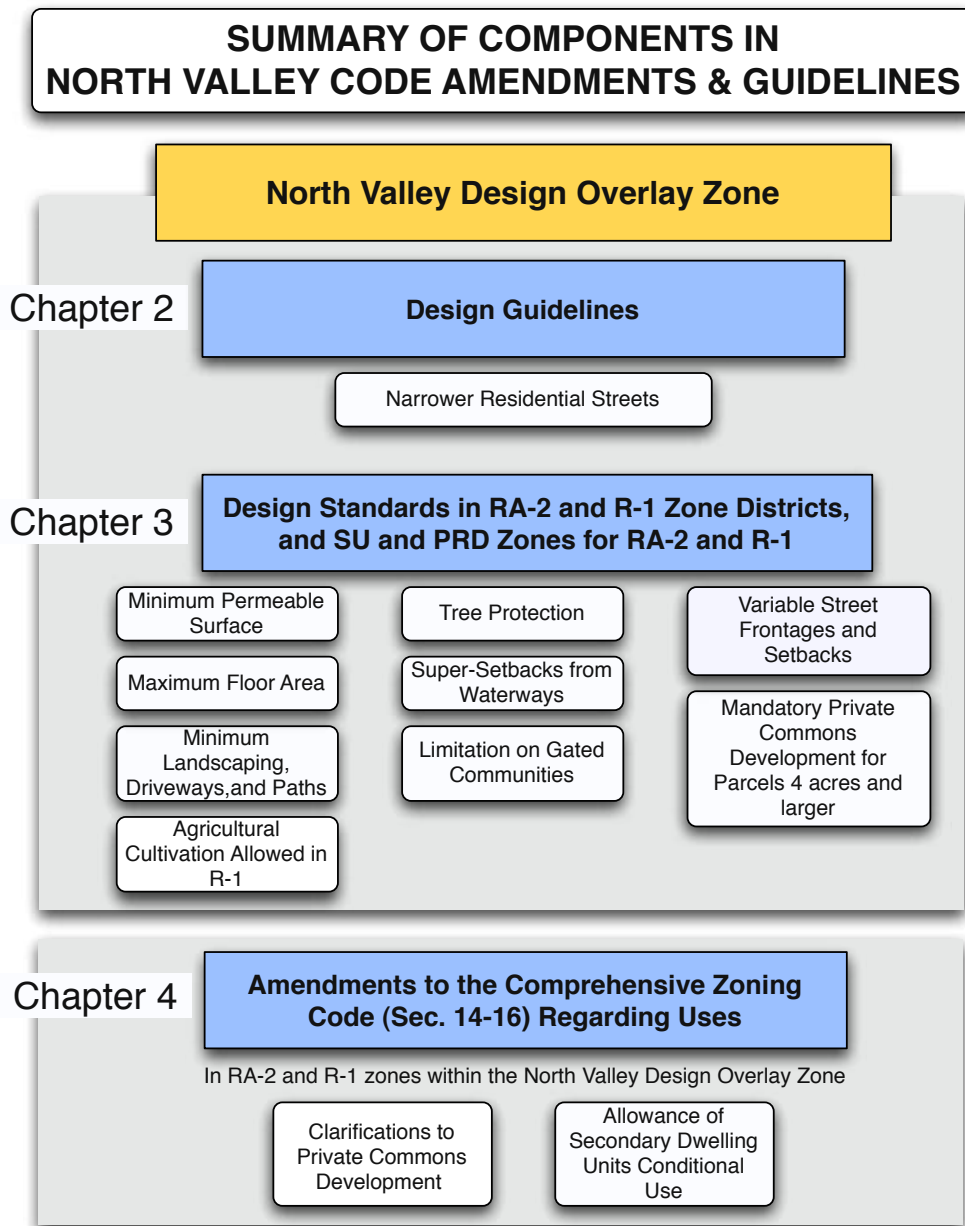 SUMMARY OF COMPONENTS IN
NORTH VALLEY CODE AMENDMENTS & GUIDELINES
North Valley Design Overlay Zone
Chapter 2
Design Guidelines
Narrower Residential Streets
Chapter 3
Design Standards in RA-2 and R-1 Zone Districts,
and SU and PRD Zones for RA-2 and R-1
Minimum Permeable
Surface
Maximum Floor Area
Minimum
Landscaping,
Driveways,and Paths
Agricultural
Cultivation Allowed in
R-1
Tree Protection
Super-Setbacks from
Waterways
Limitation on Gated
Communities
Variable Street
Frontages and
Setbacks
Mandatory Private
Commons
Development for
Parcels 4 acres and
larger
Chapter 4
Amendments to the Comprehensive Zoning
Code (Sec. 14-16) Regarding Uses
In RA-2 and R-1 zones within the North Valley Design Overlay Zone
Clarifications to
Private Commons
Development
Allowance of
Secondary Dwelling
Units Conditional
Use